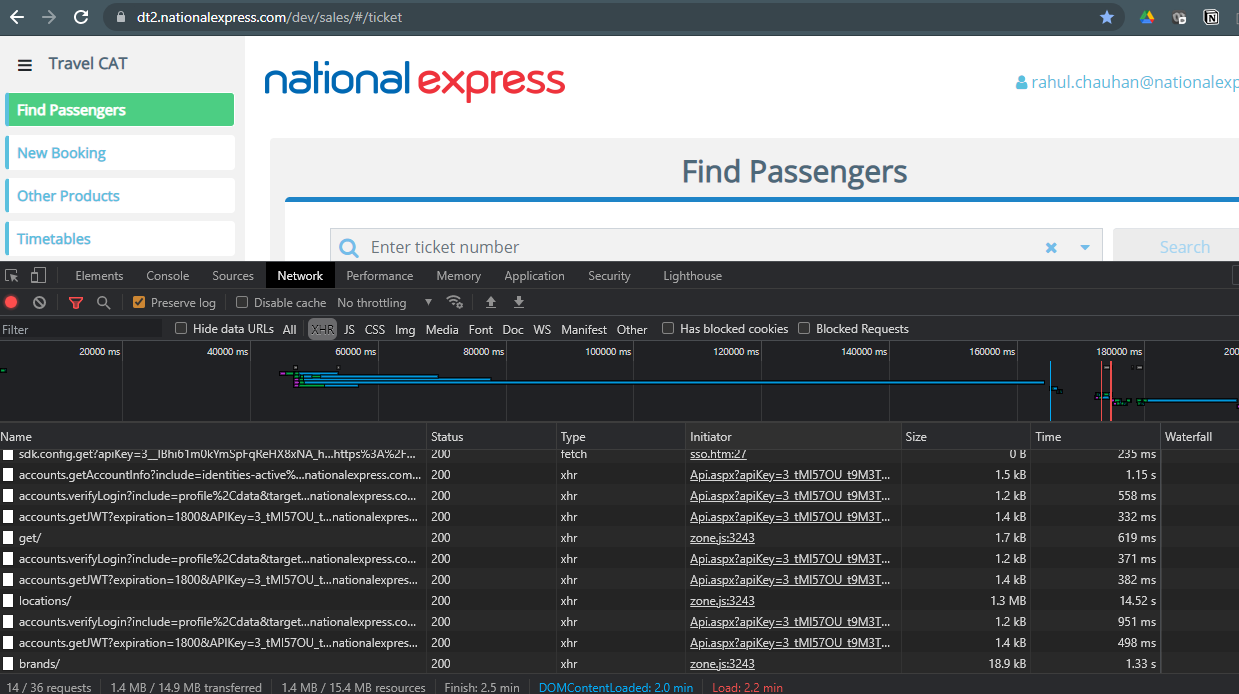 dt2.nationalexpress.com/dev/sales/#/ticket
Travel CAT
national express
rahul.chauhan@nationalexp
Find Passengers
New Booking
Other Products
Timetables
Find Passengers
Enter ticket number
Search
Elements Console Sources Network Performance Memory Application Security Lighthouse
Preserve log Disable cache No throttling
Filter Hide data URLs All XHR JS CSS Img Media Font Doc WS Manifest Other Has blocked cookies Blocked Requests
20000 ms 40000 ms 60000 ms 80000 ms 100000 ms 120000 ms 140000 ms 160000 ms 180000 ms 200
Name Status Type Initiator Size Time Waterfall
200 fetch sso.htm:27 0 B 235 ms
accounts.getAccountInfo?include=identities-active%...nationalexpress.com... 200 xhr Api.aspx?apiKey=3_tMI57OU_t9M3T... 1.5 kB 1.15 s
accounts.verifyLogin?include=profile%2Cdata&target...nationalexpress.co... 200 xhr Api.aspx?apiKey=3_tMI57OU_t9M3T... 1.2 kB 558 ms
accounts.getJWT?expiration=1800&APIKey=3_tMI57OU_t...nationalexpres... 200 xhr Api.aspx?apiKey=3_tMI57OU_t9M3T... 1.4 kB 332 ms
get/ 200 xhr zone.js:3243 1.7 kB 619 ms
accounts.verifyLogin?include=profile%2Cdata&target...nationalexpress.co... 200 xhr Api.aspx?apiKey=3_tMI57OU_t9M3T... 1.2 kB 371 ms
accounts.getJWT?expiration=1800&APIKey=3_tMI57OU_t...nationalexpres... 200 xhr Api.aspx?apiKey=3_tMI57OU_t9M3T... 1.4 kB 382 ms
locations/ 200 xhr zone.js:3243 1.3 MB 14.52 s
accounts.verifyLogin?include=profile%2Cdata&target...nationalexpress.co... 200 xhr Api.aspx?apiKey=3_tMI57OU_t9M3T... 1.2 kB 951 ms
accounts.getJWT?expiration=1800&APIKey=3_tMI57OU_t...nationalexpres... 200 xhr Api.aspx?apiKey=3_tMI57OU_t9M3T... 1.4 kB 498 ms
brands/ 200 xhr zone.js:3243 18.9 kB 1.33 s
14 / 36 requests 1.4 MB / 14.9 MB transferred 1.4 MB / 15.4 MB resources Finish: 2.5 min DOMContentLoaded: 2.0 min Load: 2.2 min